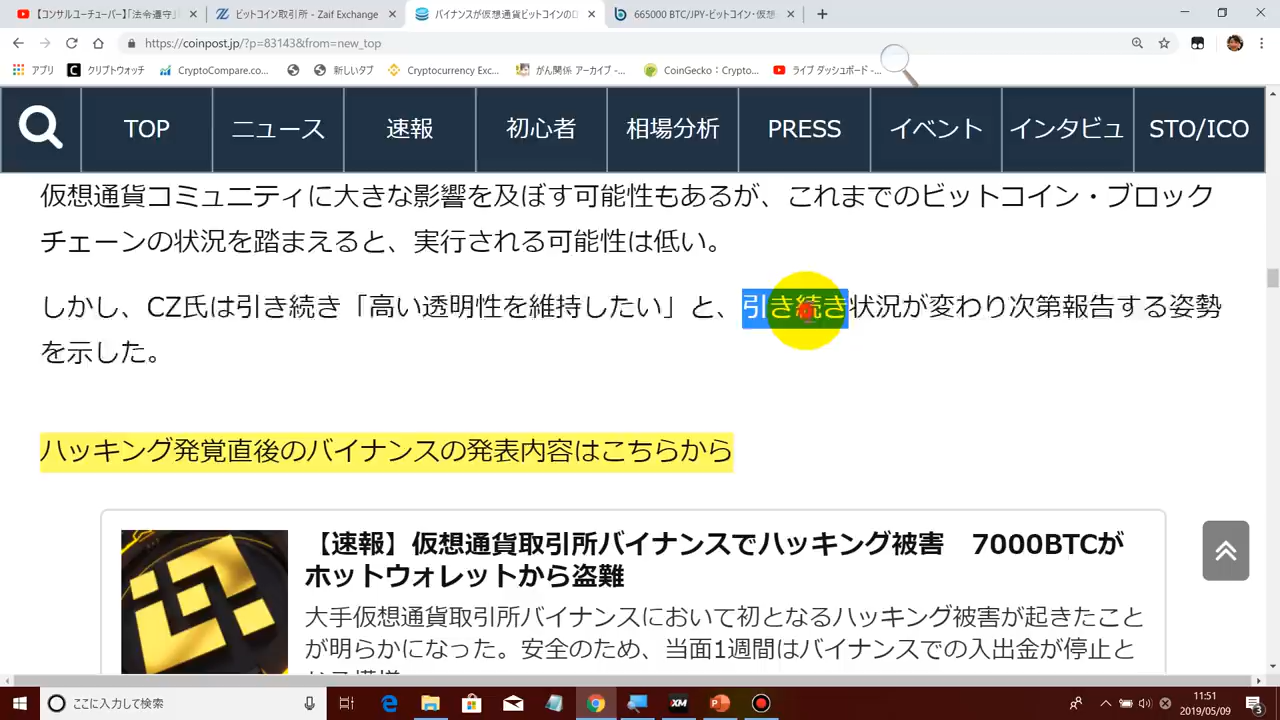 【コンサルユーチューバー】「法令遵守」
ビットコイン取引所 - Zaif Exchange
バイナンスが仮想通貨ビットコインのロ
665000 BTC/JPY-ビットコイン・仮想
https://coinpost.jp/?p=83143&from=new_top
アプリ
クリプトウォッチ
CryptoCompare.co...
新しいタブ
Cryptocurrency Exc...
がん関係 アーカイブ -...
CoinGecko：Crypto...
ライブ ダッシュボード -...
TOP
ニュース
速報
初心者
相場分析
PRESS
イベント
インタビュ
STO/ICO
仮想通貨コミュニティに大きな影響を及ぼす可能性もあるが、これまでのビットコイン・ブロック
チェーンの状況を踏まえると、実行される可能性は低い。
しかし、CZ氏は引き続き「高い透明性を維持したい」と、引き続き状況が変わり次第報告する姿勢
を示した。
ハッキング発覚直後のバイナンスの発表内容はこちらから
【速報】仮想通貨取引所バイナンスでハッキング被害　7000BTCが
ホットウォレットから盗難
大手仮想通貨取引所バイナンスにおいて初となるハッキング被害が起きたこと
が明らかになった。安全のため、当面1週間はバイナンスでの入出金が停止と
ここに入力して検索
XM
11:51
2019/05/09
3